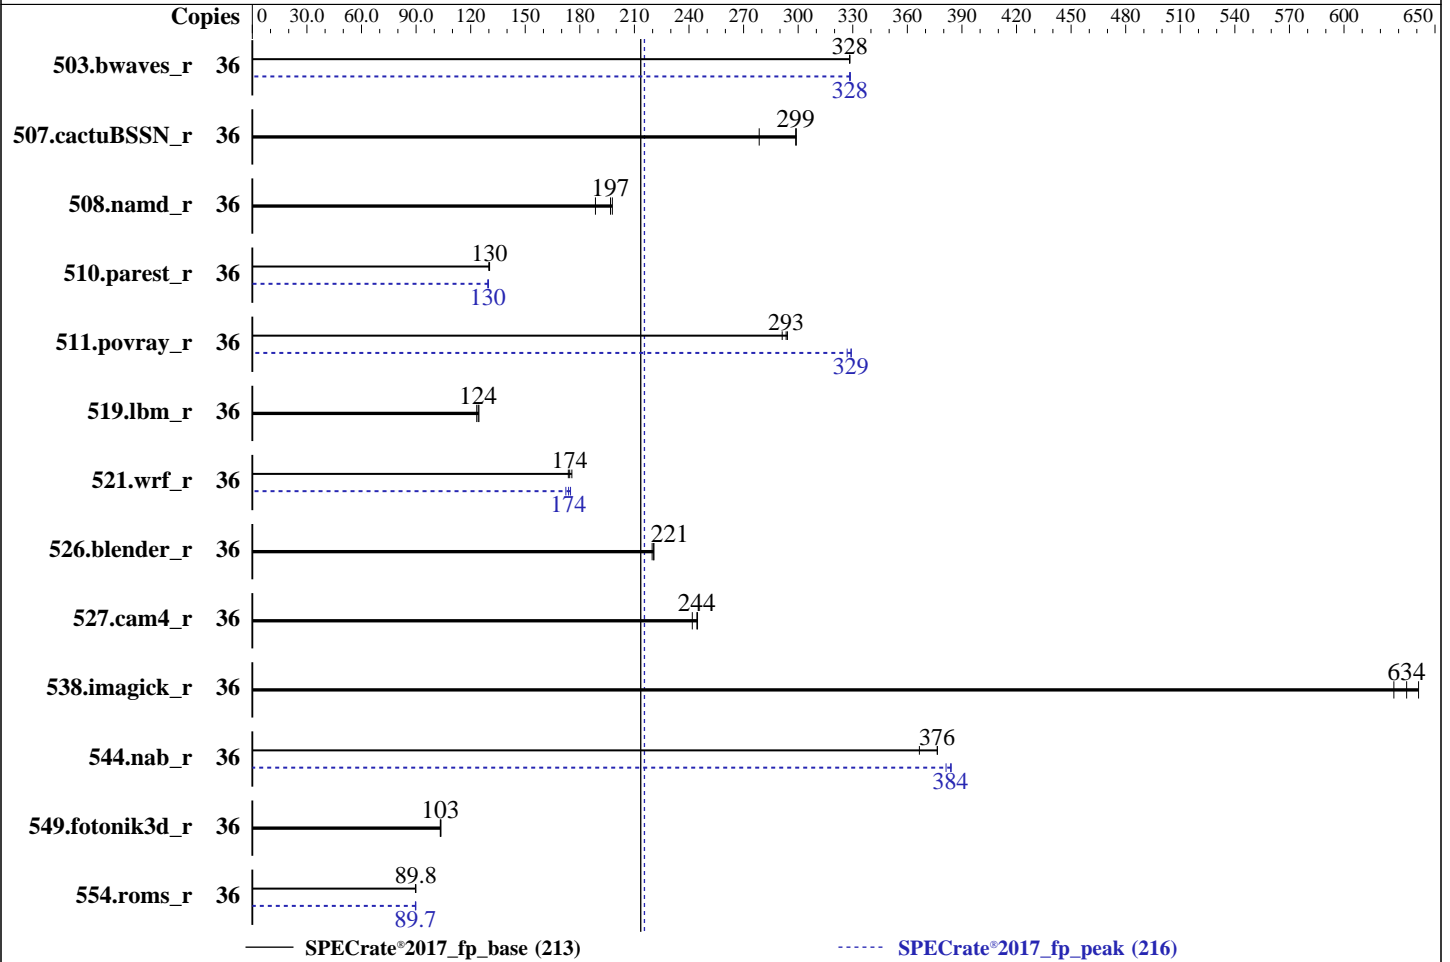 Copies 0 30.0 60.0 90.0 120 150 180 210 240 270 300 330 360 390 420 450 480 510 540 570 600 650
503.bwaves_r 36 328
328
507.cactuBSSN_r 36 299
508.namd_r 36 197
510.parest_r 36 130
130
511.povray_r 36 293
329
519.lbm_r 36 124
521.wrf_r 36 174
174
526.blender_r 36 221
527.cam4_r 36 244
538.imagick_r 36 634
544.nab_r 36 376
384
549.fotonik3d_r 36 103
554.roms_r 36 89.8
89.7
SPECrate®2017_fp_base (213) SPECrate®2017_fp_peak (216)